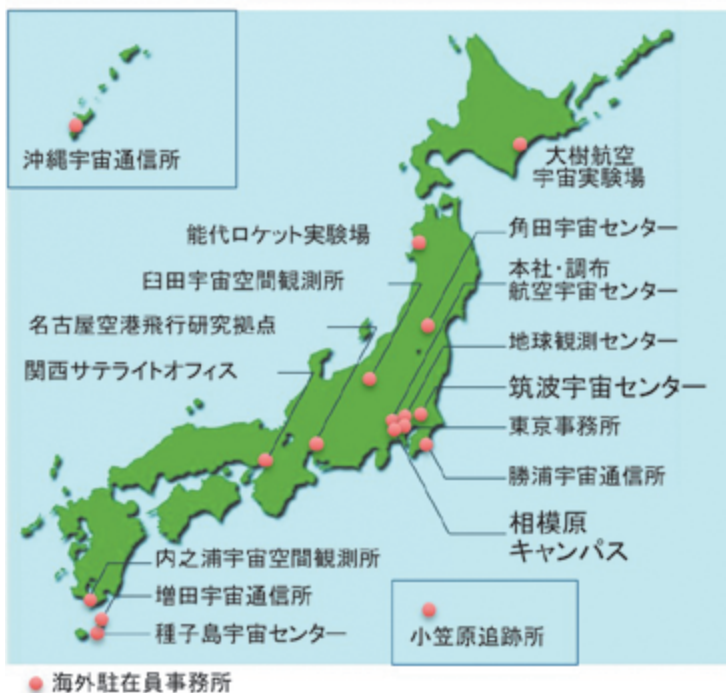 沖縄宇宙通信所
大樹航空
宇宙実験場
能代ロケット実験場
角田宇宙センター
臼田宇宙空間観測所
本社・調布
航空宇宙センター
名古屋空港飛行研究拠点
地球観測センター
関西サテライトオフィス
筑波宇宙センター
東京事務所
勝浦宇宙通信所
相模原
キャンパス
内之浦宇宙空間観測所
増田宇宙通信所
種子島宇宙センター
小笠原追跡所
海外駐在員事務所